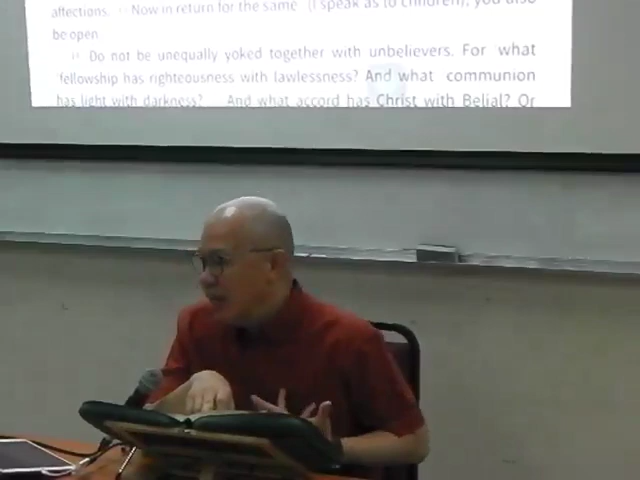 affections. Now in return for the same (I speak as to children), you also
be open.
Do not be unequally yoked together with unbelievers. For what
fellowship has righteousness with lawlessness? And what communion
has light with darkness? And what accord has Christ with Belial? Or